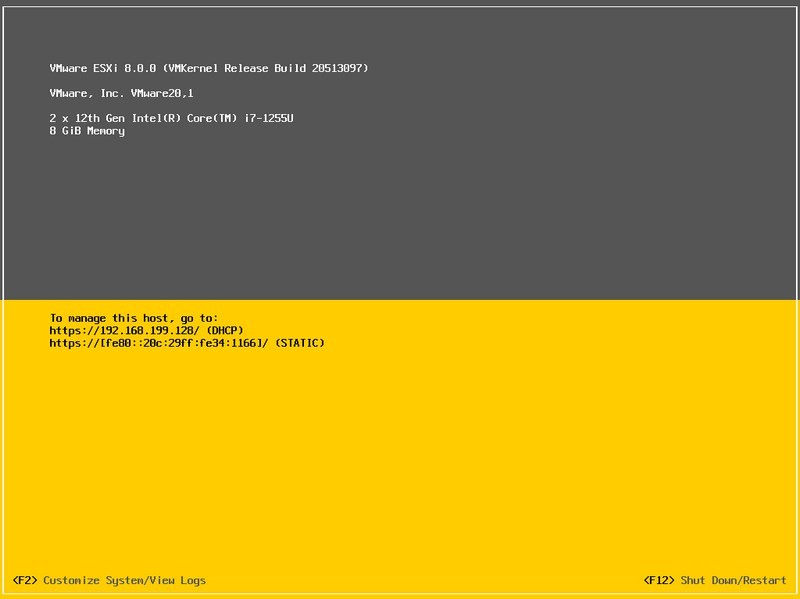 VMware ESXi 8.0.0 (VMKernel Release Build 20513097)
VMware, Inc. VMware20,1
2 x 12th Gen Intel(R) Core(TM) i7-1255U
8 GiB Memory
To manage this host, go to:
https://192.168.199.128/ (DHCP)
https://[fe80::20c:29ff:fe34:1166]/ (STATIC)
<F2> Customize System/View Logs
<F12> Shut Down/Restart